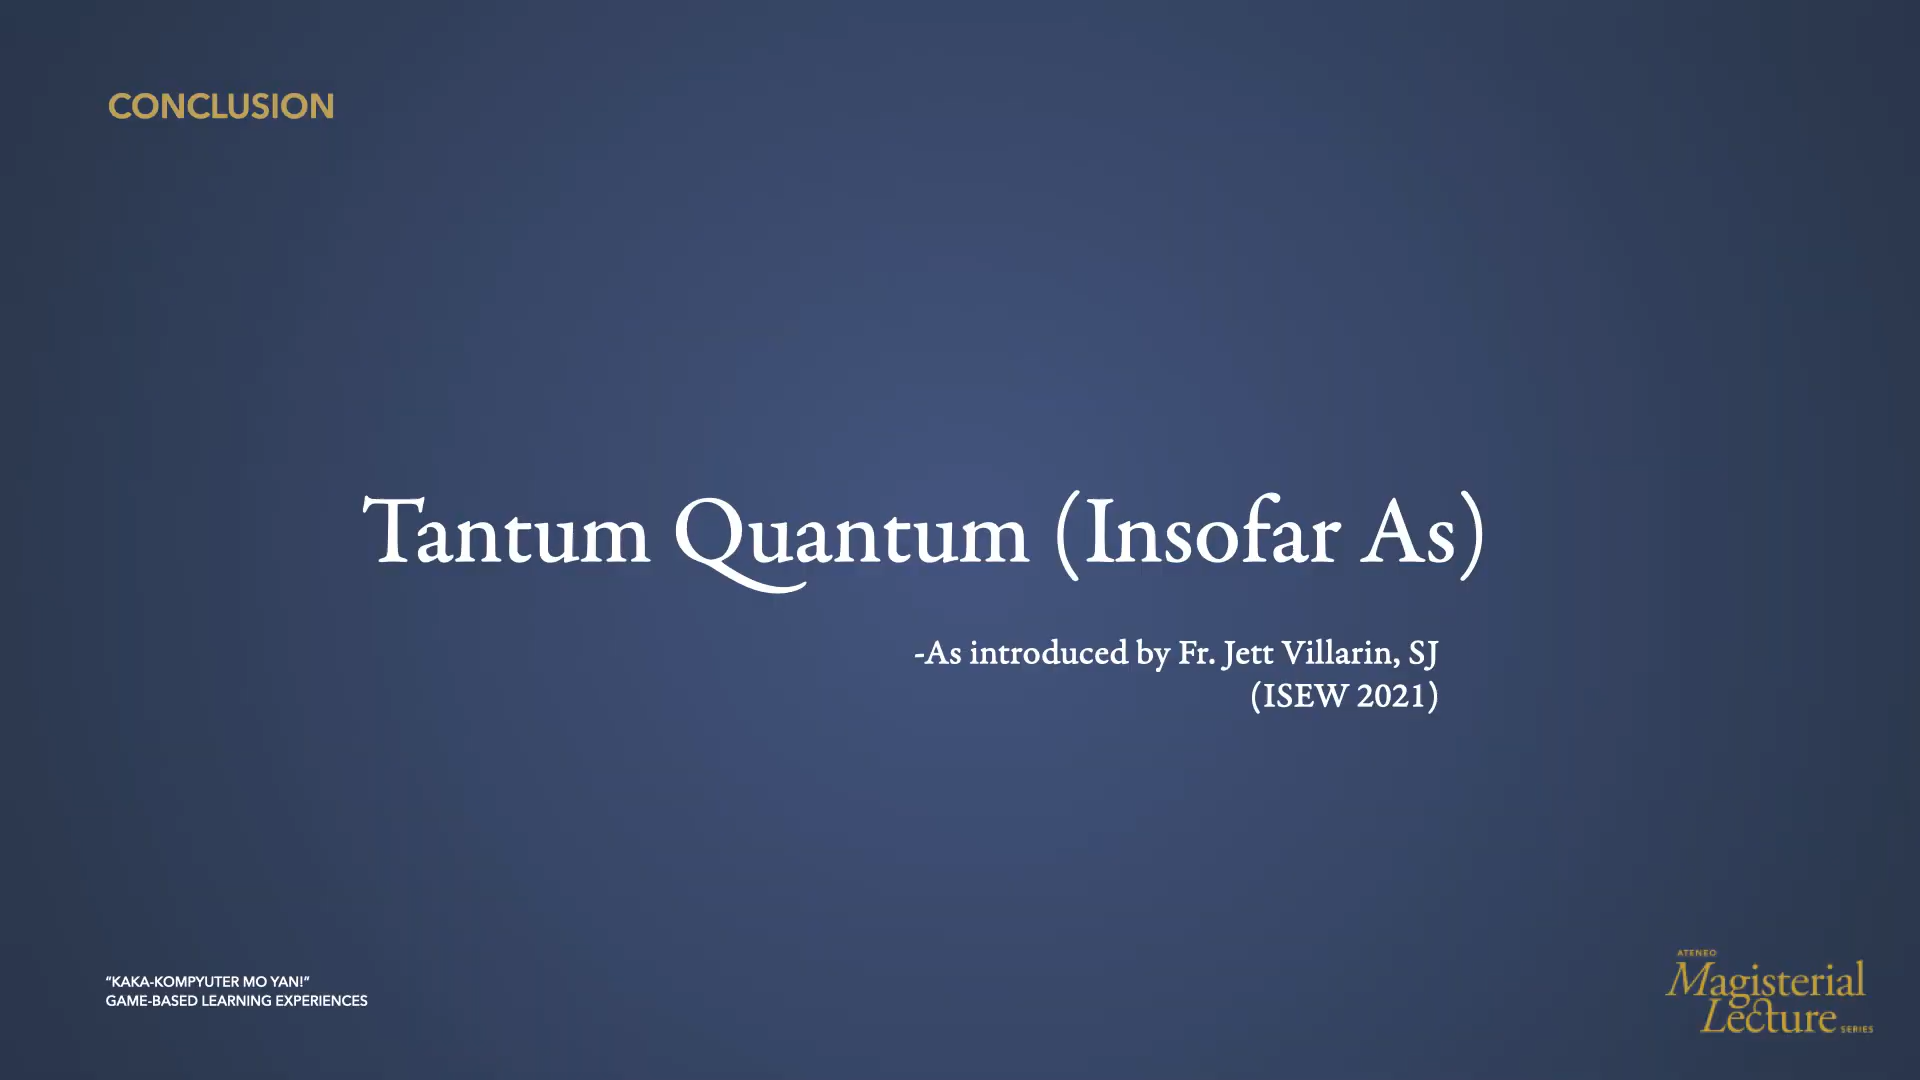 CONCLUSION
Tantum Quantum (Insofar As)
-As introduced by Fr. Jett Villarin, SJ
(ISEW 2021)
“KAKA-KOMPYUTER MO YAN!”
GAME-BASED LEARNING EXPERIENCES
ATENEO
Magisterial
Lecture SERIES